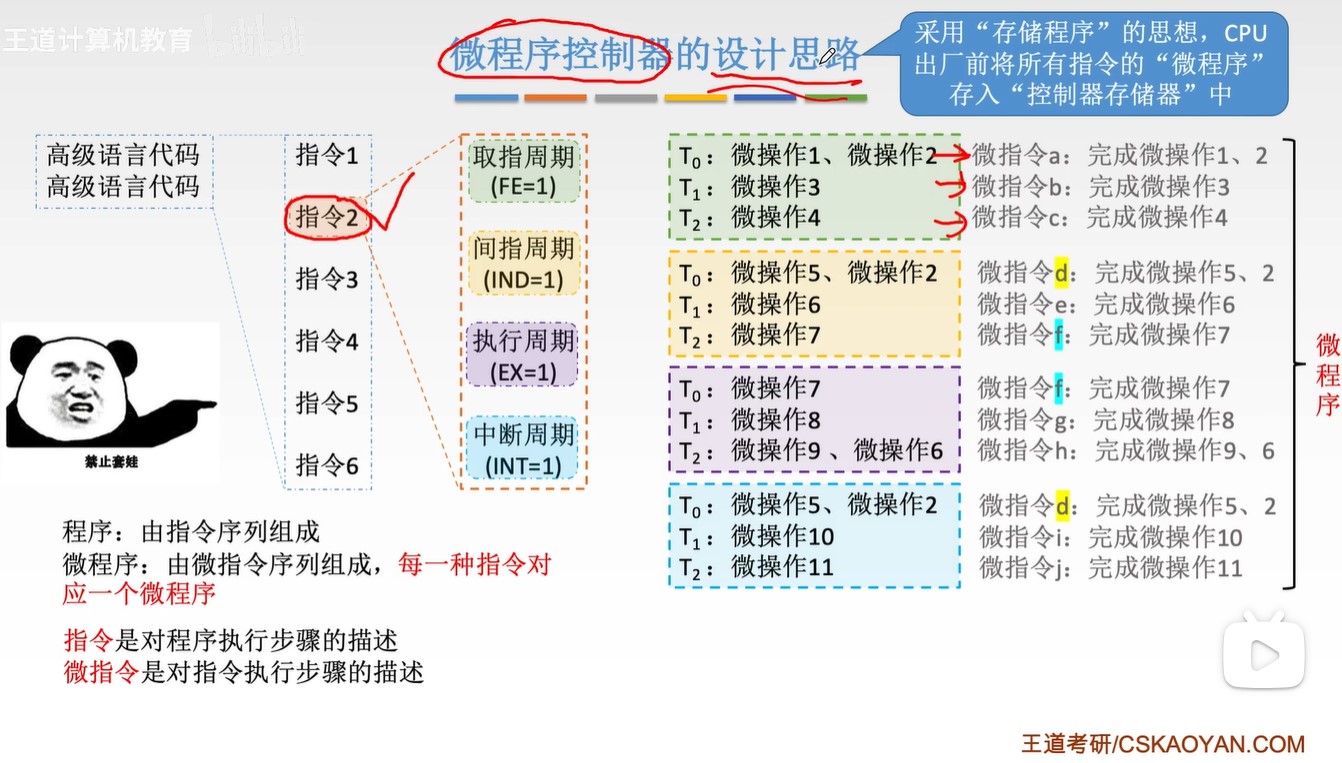 王道计算机教育
微程序控制器的设计思路
采用“存储程序”的思想，CPU
出厂前将所有指令的“微程序”
存入“控制器存储器”中
高级语言代码
高级语言代码
指令1
指令2
指令3
指令4
指令5
指令6
取指周期
(FE=1)
间指周期
(IND=1)
执行周期
(EX=1)
中断周期
(INT=1)
T₀：微操作1、微操作2
T₁：微操作3
T₂：微操作4
T₀：微操作5、微操作2
T₁：微操作6
T₂：微操作7
T₀：微操作7
T₁：微操作8
T₂：微操作9 、微操作6
T₀：微操作5、微操作2
T₁：微操作10
T₂：微操作11
微指令a：完成微操作1、2
微指令b：完成微操作3
微指令c：完成微操作4
微指令d：完成微操作5、2
微指令e：完成微操作6
微指令f：完成微操作7
微指令f：完成微操作7
微指令g：完成微操作8
微指令h：完成微操作9、6
微指令d：完成微操作5、2
微指令i：完成微操作10
微指令j：完成微操作11
微程序
禁止套娃
程序：由指令序列组成
微程序：由微指令序列组成，每一种指令对
应一个微程序
指令是对程序执行步骤的描述
微指令是对指令执行步骤的描述
王道考研/CSKAOYAN.COM